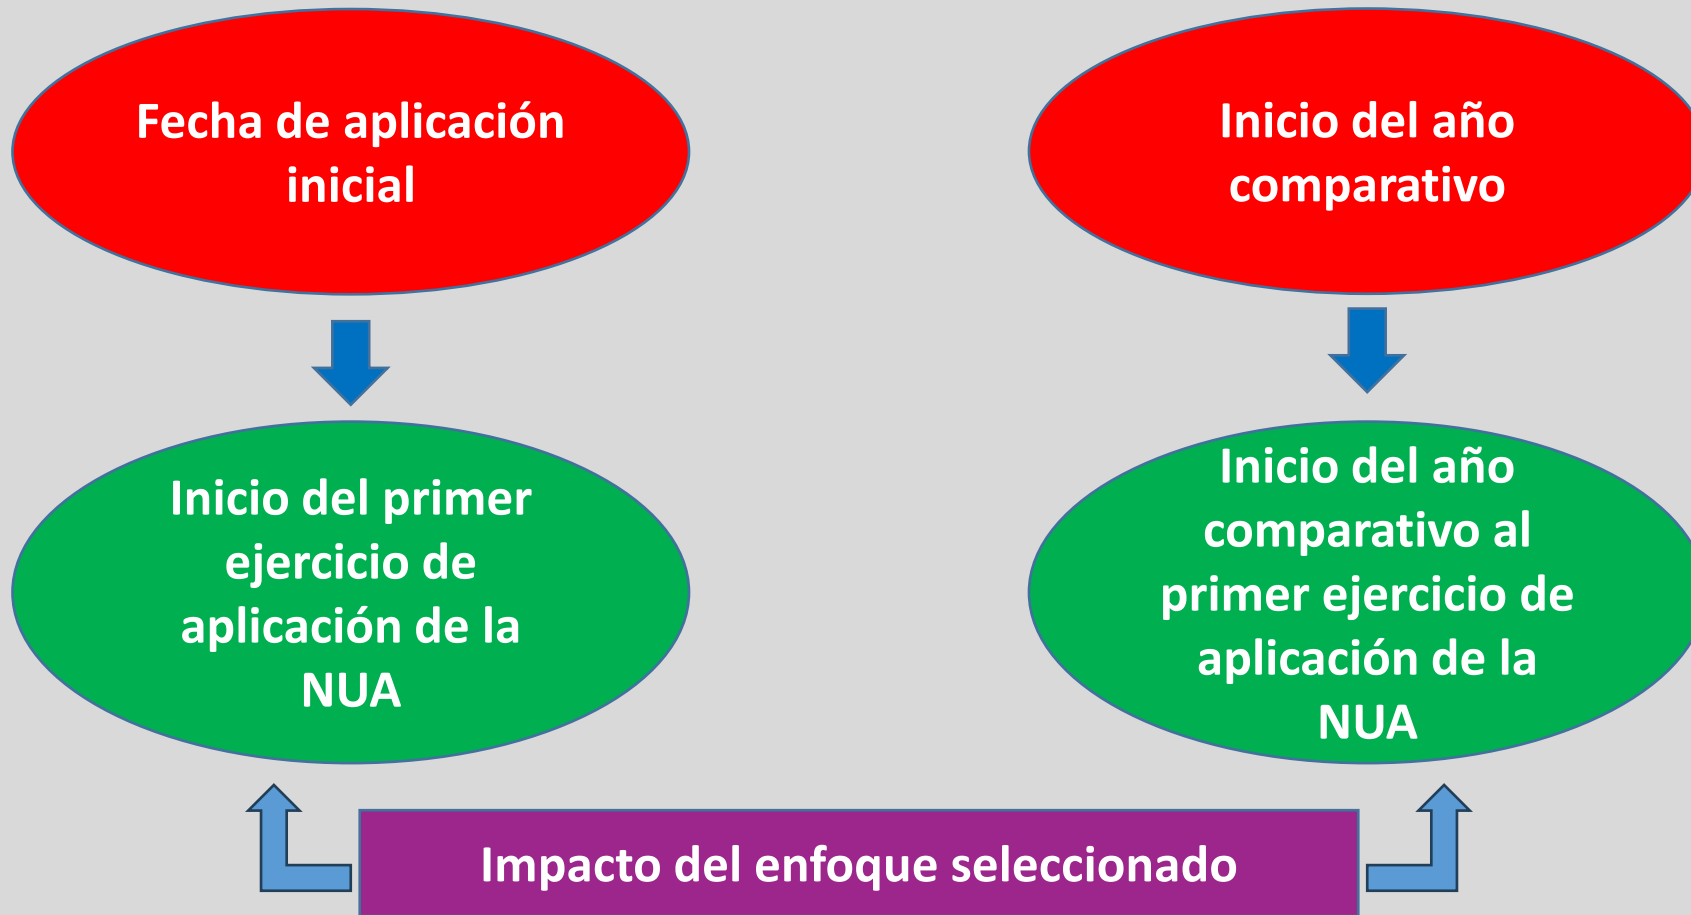 Fecha de aplicación
inicial
Inicio del año
comparativo
Inicio del primer
ejercicio de
aplicación de la
NUA
Inicio del año
comparativo al
primer ejercicio de
aplicación de la
NUA
Impacto del enfoque seleccionado